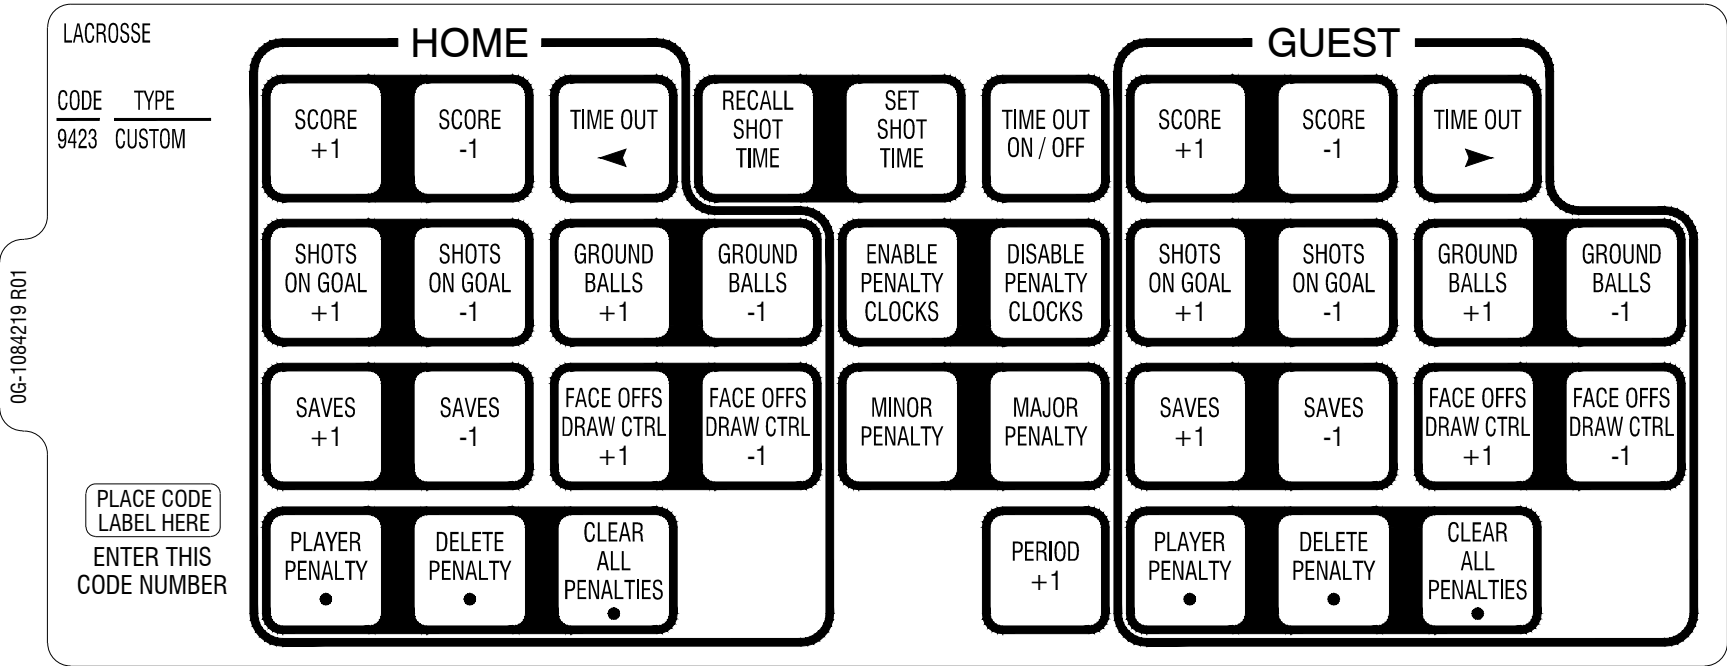 LACROSSE
CODE TYPE
9423 CUSTOM
0G-1084219 R01
PLACE CODE
LABEL HERE
ENTER THIS
CODE NUMBER
HOME
SCORE
+1
SCORE
-1
TIME OUT
SHOTS
ON GOAL
+1
SHOTS
ON GOAL
-1
GROUND
BALLS
+1
GROUND
BALLS
-1
SAVES
+1
SAVES
-1
FACE OFFS
DRAW CTRL
+1
FACE OFFS
DRAW CTRL
-1
PLAYER
PENALTY
DELETE
PENALTY
CLEAR
ALL
PENALTIES
RECALL
SHOT
TIME
SET
SHOT
TIME
TIME OUT
ON / OFF
ENABLE
PENALTY
CLOCKS
DISABLE
PENALTY
CLOCKS
MINOR
PENALTY
MAJOR
PENALTY
PERIOD
+1
GUEST
SCORE
+1
SCORE
-1
TIME OUT
SHOTS
ON GOAL
+1
SHOTS
ON GOAL
-1
GROUND
BALLS
+1
GROUND
BALLS
-1
SAVES
+1
SAVES
-1
FACE OFFS
DRAW CTRL
+1
FACE OFFS
DRAW CTRL
-1
PLAYER
PENALTY
DELETE
PENALTY
CLEAR
ALL
PENALTIES